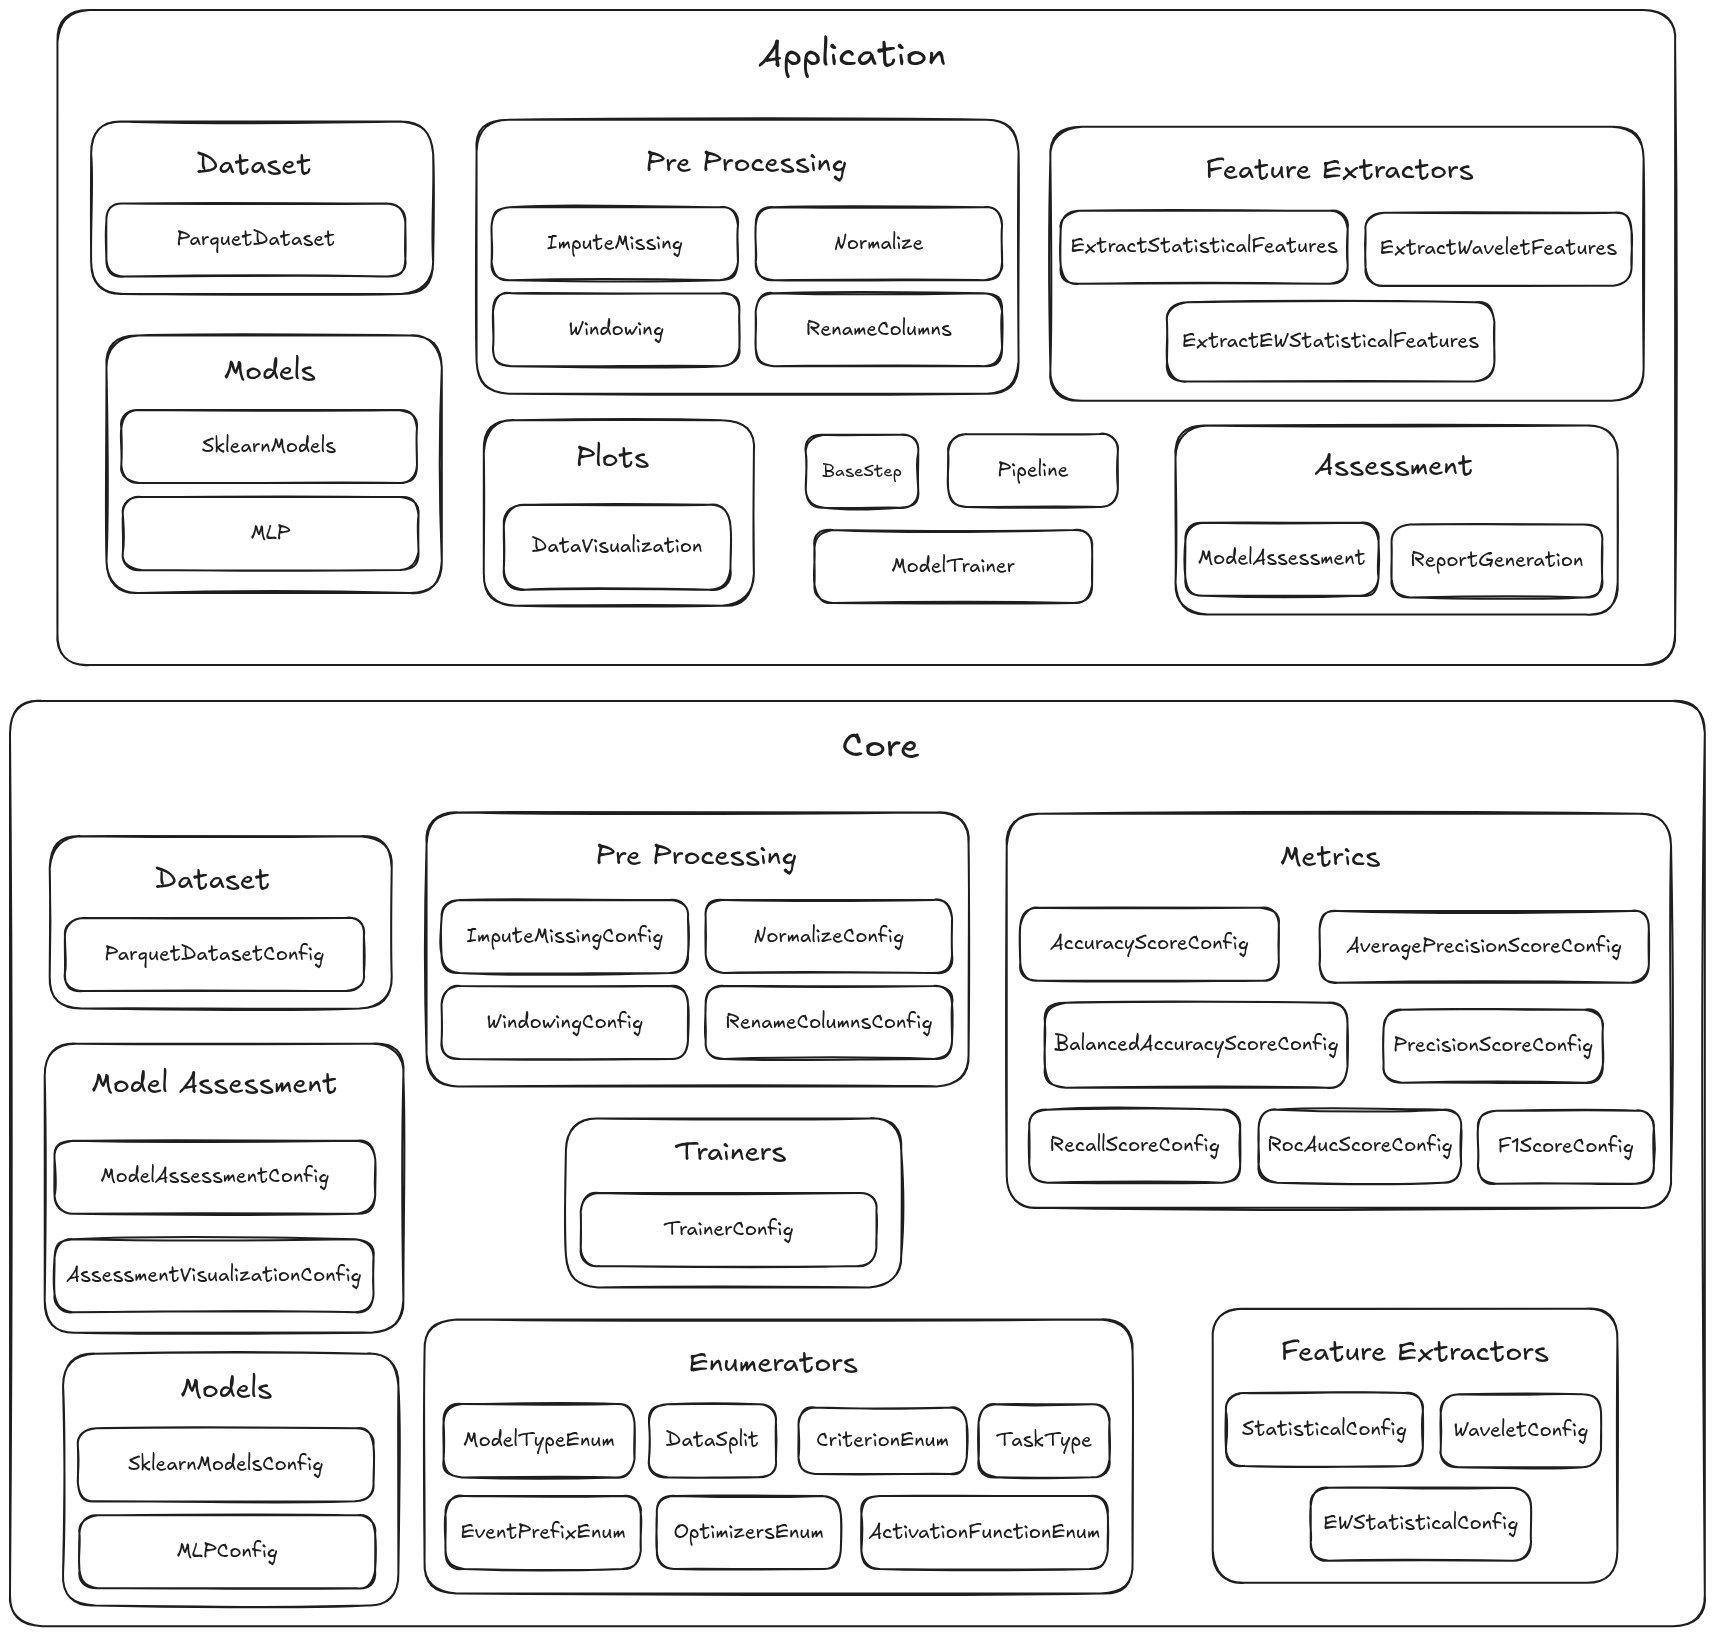 Application
Dataset
ParquetDataset
Pre Processing
ImputeMissing
Normalize
Windowing
RenameColumns
Feature Extractors
ExtractStatisticalFeatures
ExtractWaveletFeatures
ExtractEWStatisticalFeatures
Models
SklearnModels
MLP
Plots
DataVisualization
BaseStep
Pipeline
ModelTrainer
Assessment
ModelAssessment
ReportGeneration
Core
Dataset
ParquetDatasetConfig
Pre Processing
ImputeMissingConfig
NormalizeConfig
WindowingConfig
RenameColumnsConfig
Metrics
AccuracyScoreConfig
AveragePrecisionScoreConfig
BalancedAccuracyScoreConfig
PrecisionScoreConfig
RecallScoreConfig
RocAucScoreConfig
F1ScoreConfig
Model Assessment
ModelAssessmentConfig
AssessmentVisualizationConfig
Trainers
TrainerConfig
Models
SklearnModelsConfig
MLPConfig
Enumerators
ModelTypeEnum
DataSplit
CriterionEnum
TaskType
EventPrefixEnum
OptimizersEnum
ActivationFunctionEnum
Feature Extractors
StatisticalConfig
WaveletConfig
EWStatisticalConfig